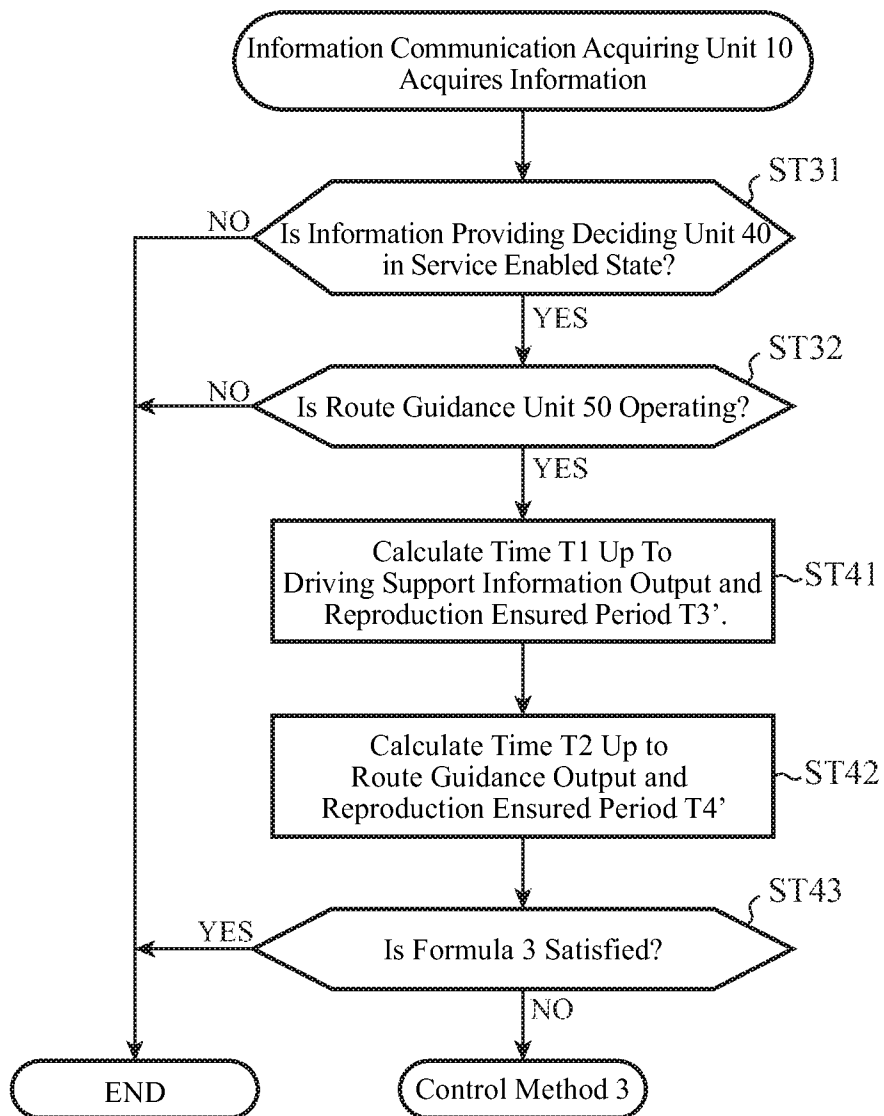 Information Communication Acquiring Unit 10
Acquires Information
ST31
NO
Is Information Providing Deciding Unit 40
in Service Enabled State?
YES
ST32
NO
Is Route Guidance Unit 50 Operating?
YES
Calculate Time T1 Up To
Driving Support Information Output and
Reproduction Ensured Period T3’.
ST41
Calculate Time T2 Up to
Route Guidance Output and
Reproduction Ensured Period T4’
ST42
ST43
YES
Is Formula 3 Satisfied?
NO
END
Control Method 3